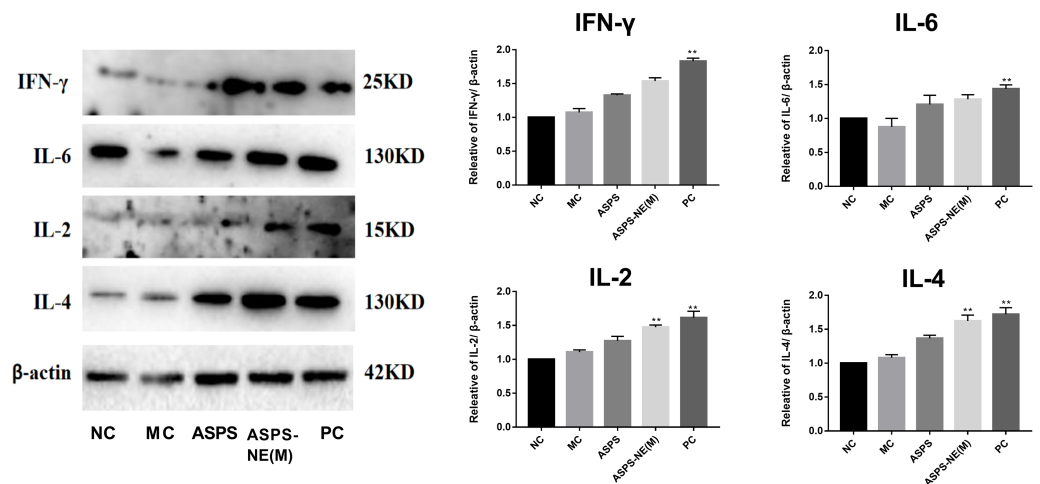 IFN-γ
25KD
IL-6
130KD
IL-2
15KD
IL-4
130KD
β-actin
42KD
NC MC ASPS ASPS-
NE(M) PC
IFN-γ
Releative of IFN-γ/ β-actin
2.0
1.5
1.0
0.5
0.0
**
NC
MC
ASPS
ASPS-NE(M)
PC
IL-6
Releative of IL-6/ β-actin
2.0
1.5
1.0
0.5
0.0
**
NC
MC
ASPS
ASPS-NE(M)
PC
IL-2
Releative of IL-2/ β-actin
2.0
1.5
1.0
0.5
0.0
**
**
NC
MC
ASPS
ASPS-NE(M)
PC
IL-4
Releative of IL-4/ β-actin
2.0
1.5
1.0
0.5
0.0
**
**
NC
MC
ASPS
ASPS-NE(M)
PC